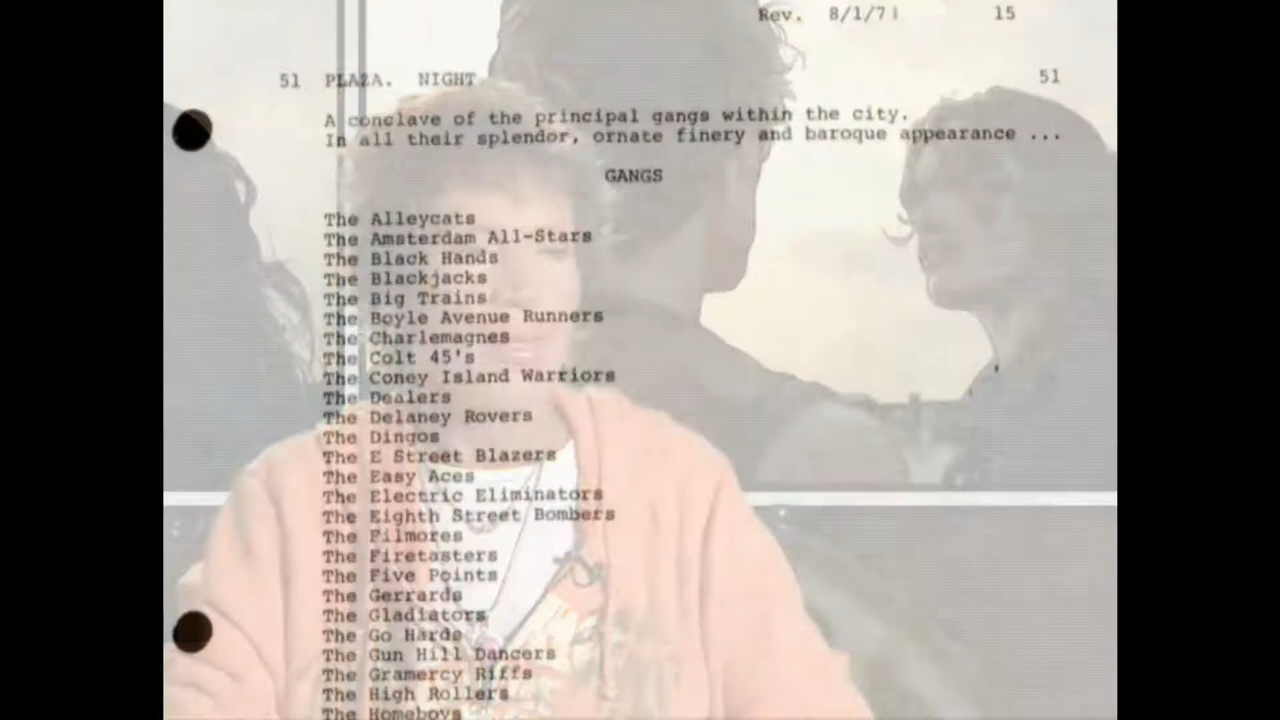 Rev. 8/1/7 15
51 PLAZA. NIGHT 51
A conclave of the principal gangs within the city.
In all their splendor, ornate finery and baroque appearance ...
GANGS
The Alleycats
The Amsterdam All-Stars
The Black Hands
The Blackjacks
The Big Trains
The Boyle Avenue Runners
The Charlemagnes
The Colt 45's
The Coney Island Warriors
The Dealers
The Delaney Rovers
The Dingos
The E Street Blazers
The Easy Aces
The Electric Eliminators
The Eighth Street Bombers
The Filmores
The Firetasters
The Five Points
The Gerrards
The Gladiators
The Go Hards
The Gun Hill Dancers
The Gramercy Riffs
The High Rollers
The Homeboys